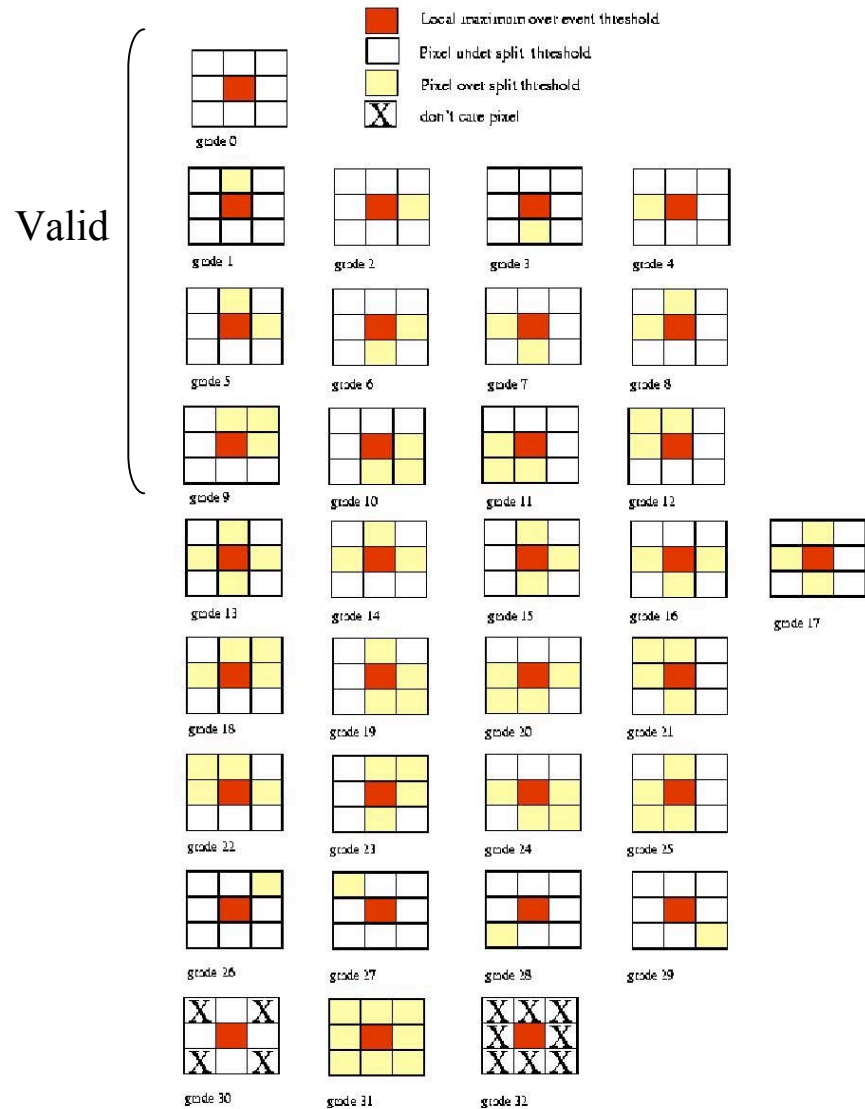 Local maximum over event threshold
Pixel under split threshold
Pixel over split threshold
X don't care pixel
grade 0
Valid
grade 1 grade 2 grade 3 grade 4
grade 5 grade 6 grade 7 grade 8
grade 9 grade 10 grade 11 grade 12
grade 13 grade 14 grade 15 grade 16 grade 17
grade 18 grade 19 grade 20 grade 21
grade 22 grade 23 grade 24 grade 25
grade 26 grade 27 grade 28 grade 29
X X X X X
X X
X X X X X
grade 30 grade 31 grade 32